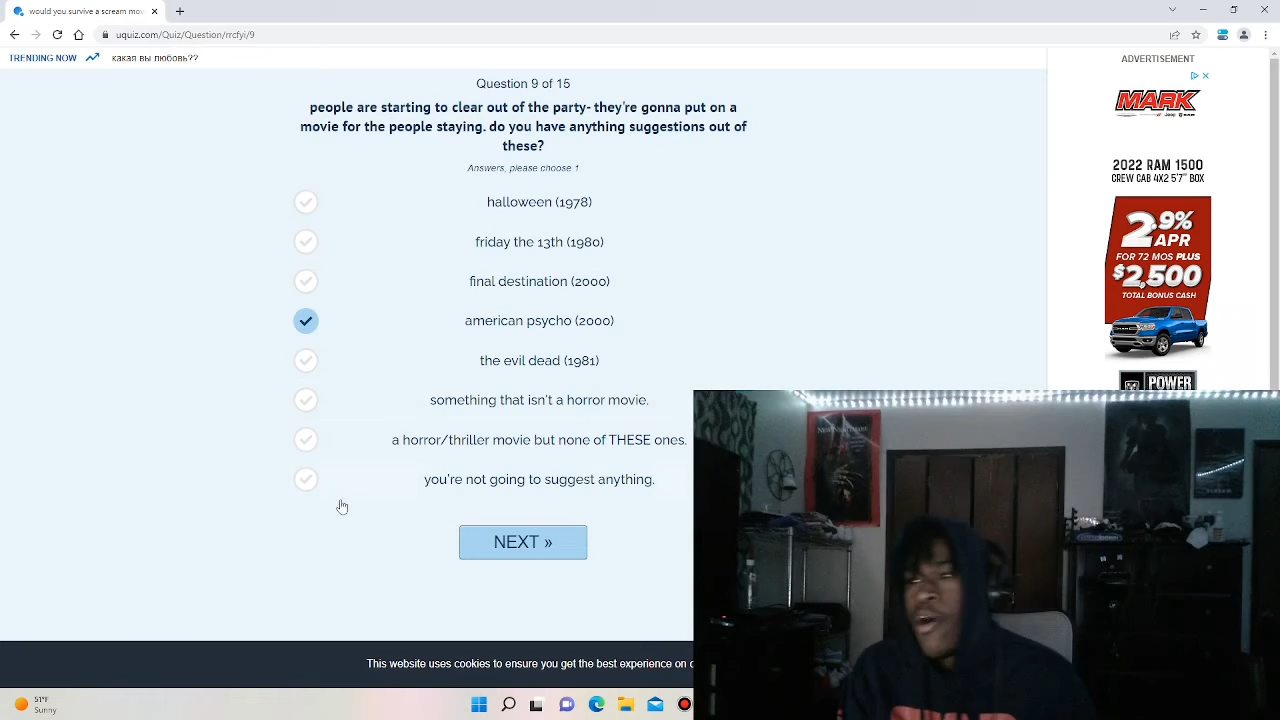 would you survive a scream mov
uquiz.com/Quiz/Question/rrcfyi/9
TRENDING NOW
какая вы любовь??
ADVERTISEMENT
Question 9 of 15
people are starting to clear out of the party- they're gonna put on a
movie for the people staying. do you have anything suggestions out of
these?
Answers, please choose 1
halloween (1978)
friday the 13th (1980)
final destination (2000)
american psycho (2000)
the evil dead (1981)
something that isn't a horror movie.
a horror/thriller movie but none of THESE ones.
you're not going to suggest anything.
NEXT »
MARK
2022 RAM 1500
CREW CAB 4X2 5'7" BOX
2.9%
APR
FOR 72 MOS PLUS
$2,500
TOTAL BONUS CASH
POWER
This website uses cookies to ensure you get the best experience on o
51°F
Sunny